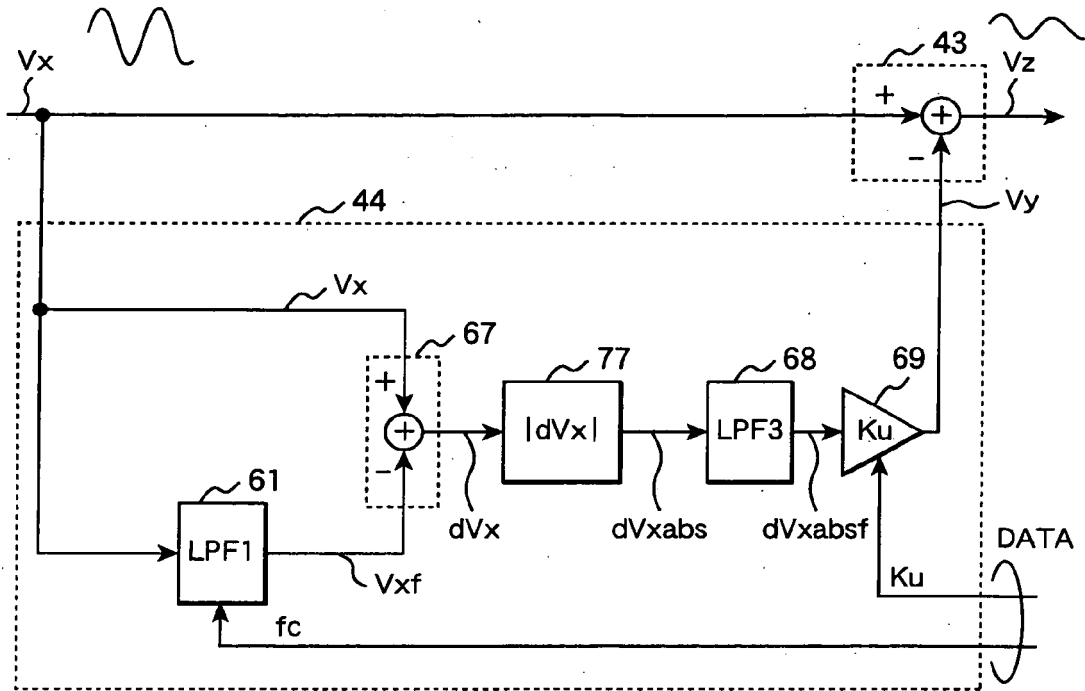 Vx
43
Vz
+
+
−
44
Vy
Vx
67
77
68
69
+
+
−
|dVx|
LPF3
Ku
61
dVx
dVxabs
dVxabsf
DATA
LPF1
Vxf
Ku
fc